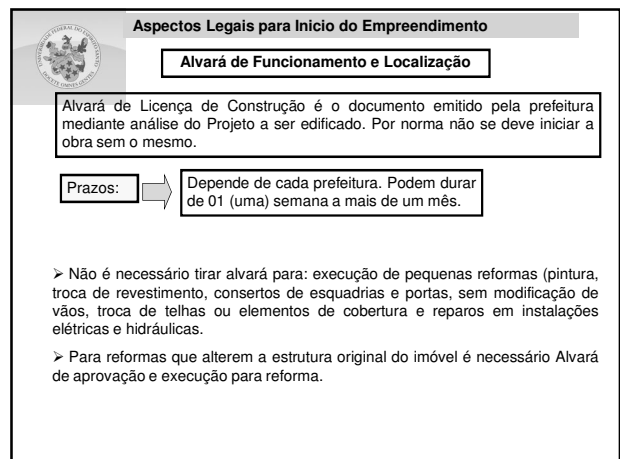 Aspectos Legais para Inicio do Empreendimento
Alvará de Funcionamento e Localização
Alvará de Licença de Construção é o documento emitido pela prefeitura
mediante análise do Projeto a ser edificado. Por norma não se deve iniciar a
obra sem o mesmo.
Prazos:
Depende de cada prefeitura. Podem durar
de 01 (uma) semana a mais de um mês.
➢ Não é necessário tirar alvará para: execução de pequenas reformas (pintura,
troca de revestimento, consertos de esquadrias e portas, sem modificação de
vãos, troca de telhas ou elementos de cobertura e reparos em instalações
elétricas e hidráulicas.
➢ Para reformas que alterem a estrutura original do imóvel é necessário Alvará
de aprovação e execução para reforma.